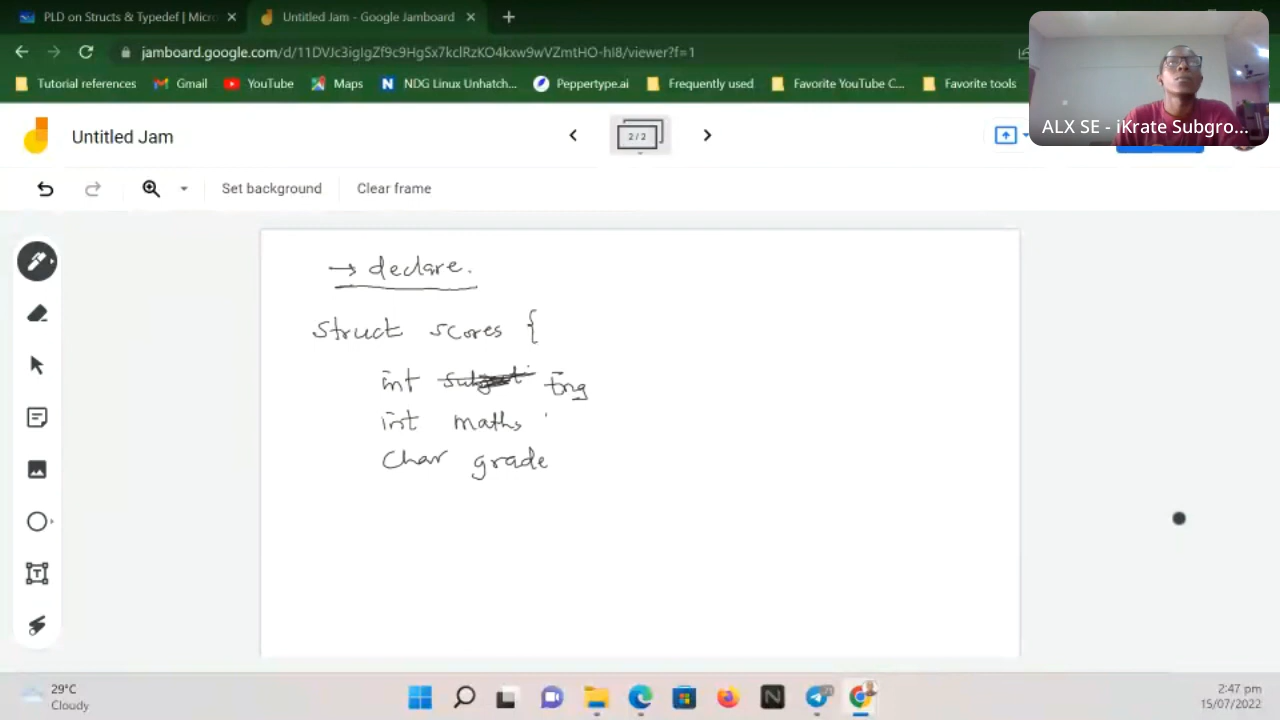 PLD on Structs & Typedef | Micro
Untitled Jam - Google Jamboard
jamboard.google.com/d/11DVJc3igIgZf9c9HgSx7kclRzKO4kxw9wVZmtHO-hI8/viewer?f=1
Tutorial references
Gmail
YouTube
Maps
NDG Linux Unhatch...
Peppertype.ai
Frequently used
Favorite YouTube C...
Favorite tools
ALX SE - iKrate Subgro...
Untitled Jam
2/2
Set background
Clear frame
→ declare.
Struct scores {
int Eng
int maths
Char grade
29°C
Cloudy
2:47 pm
15/07/2022